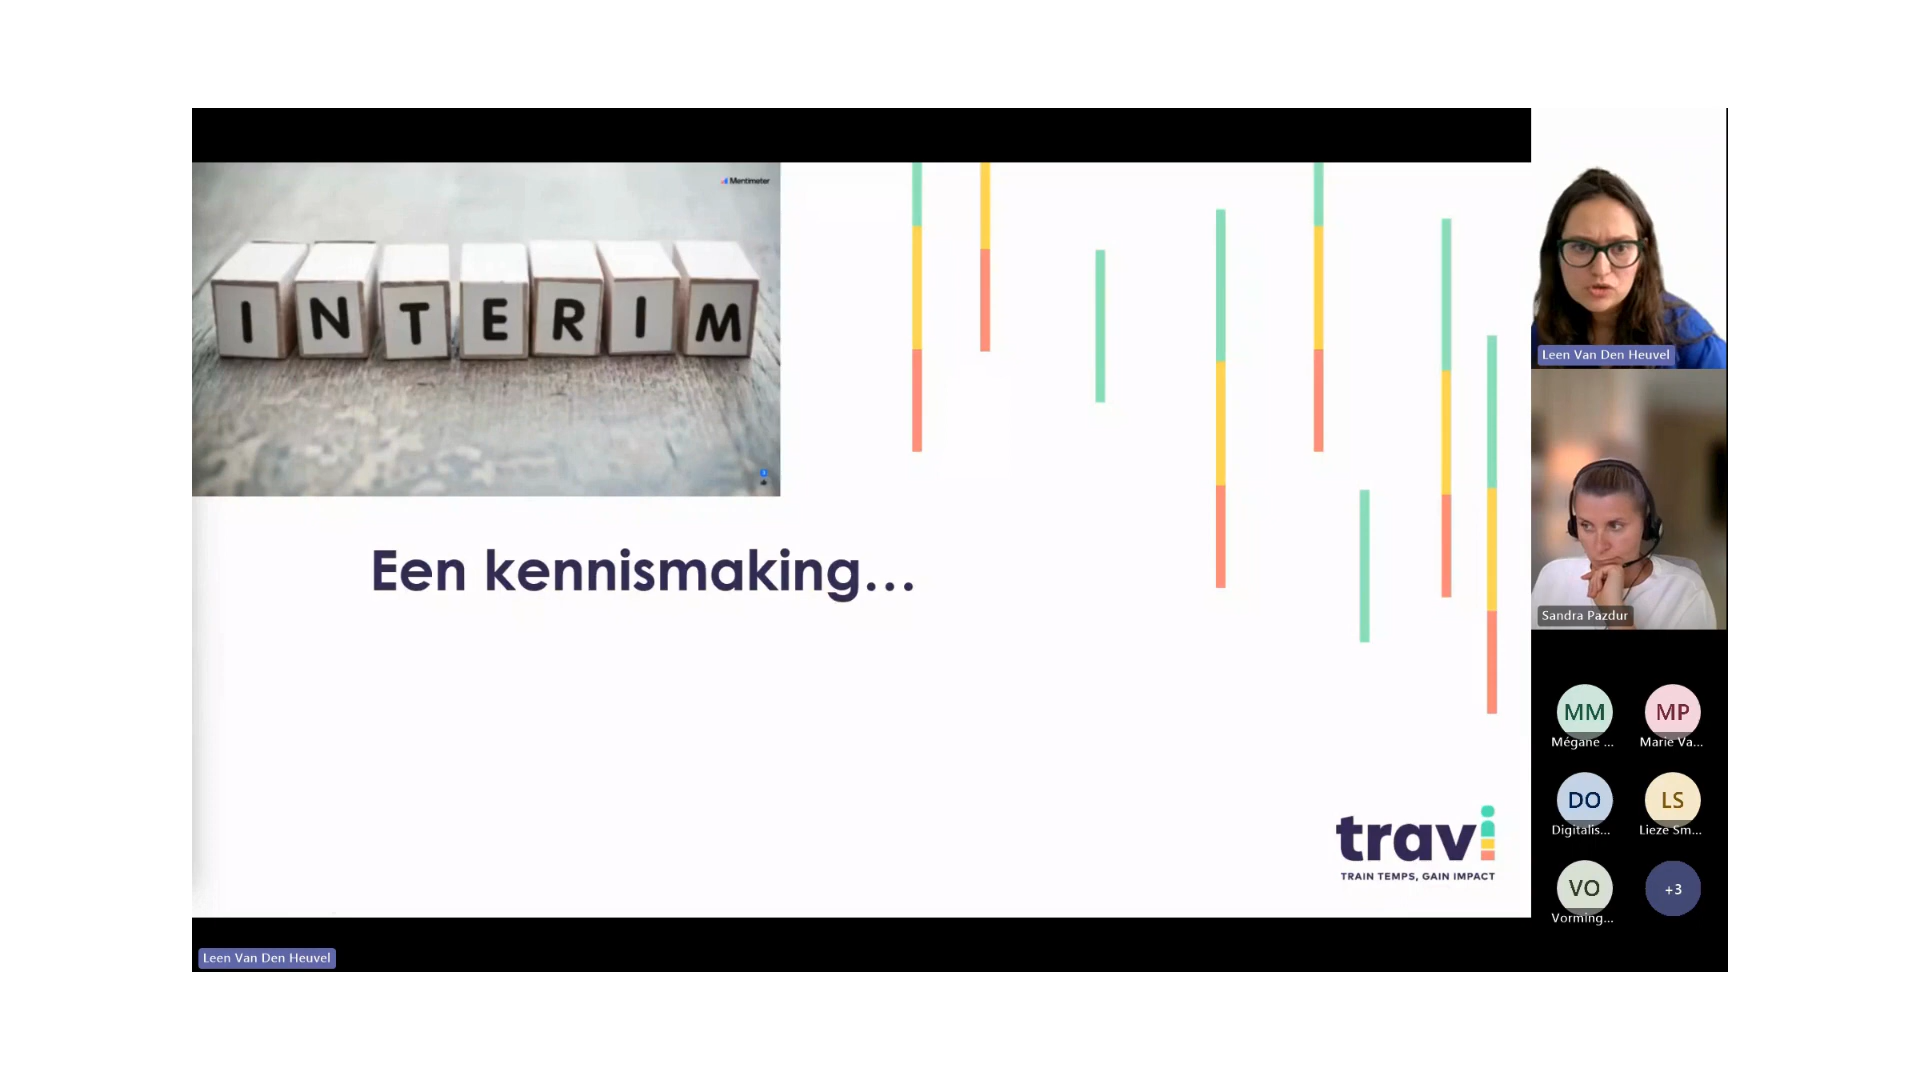 Mentimeter
INTERIM
Een kennismaking...
travi
TRAIN TEMPS, GAIN IMPACT
Leen Van Den Heuvel
Leen Van Den Heuvel
Sandra Pazdur
MM
MP
Mégane ...
Marie Va...
DO
LS
Digitalis...
Lieze Sm...
VO
+3
Vorming...